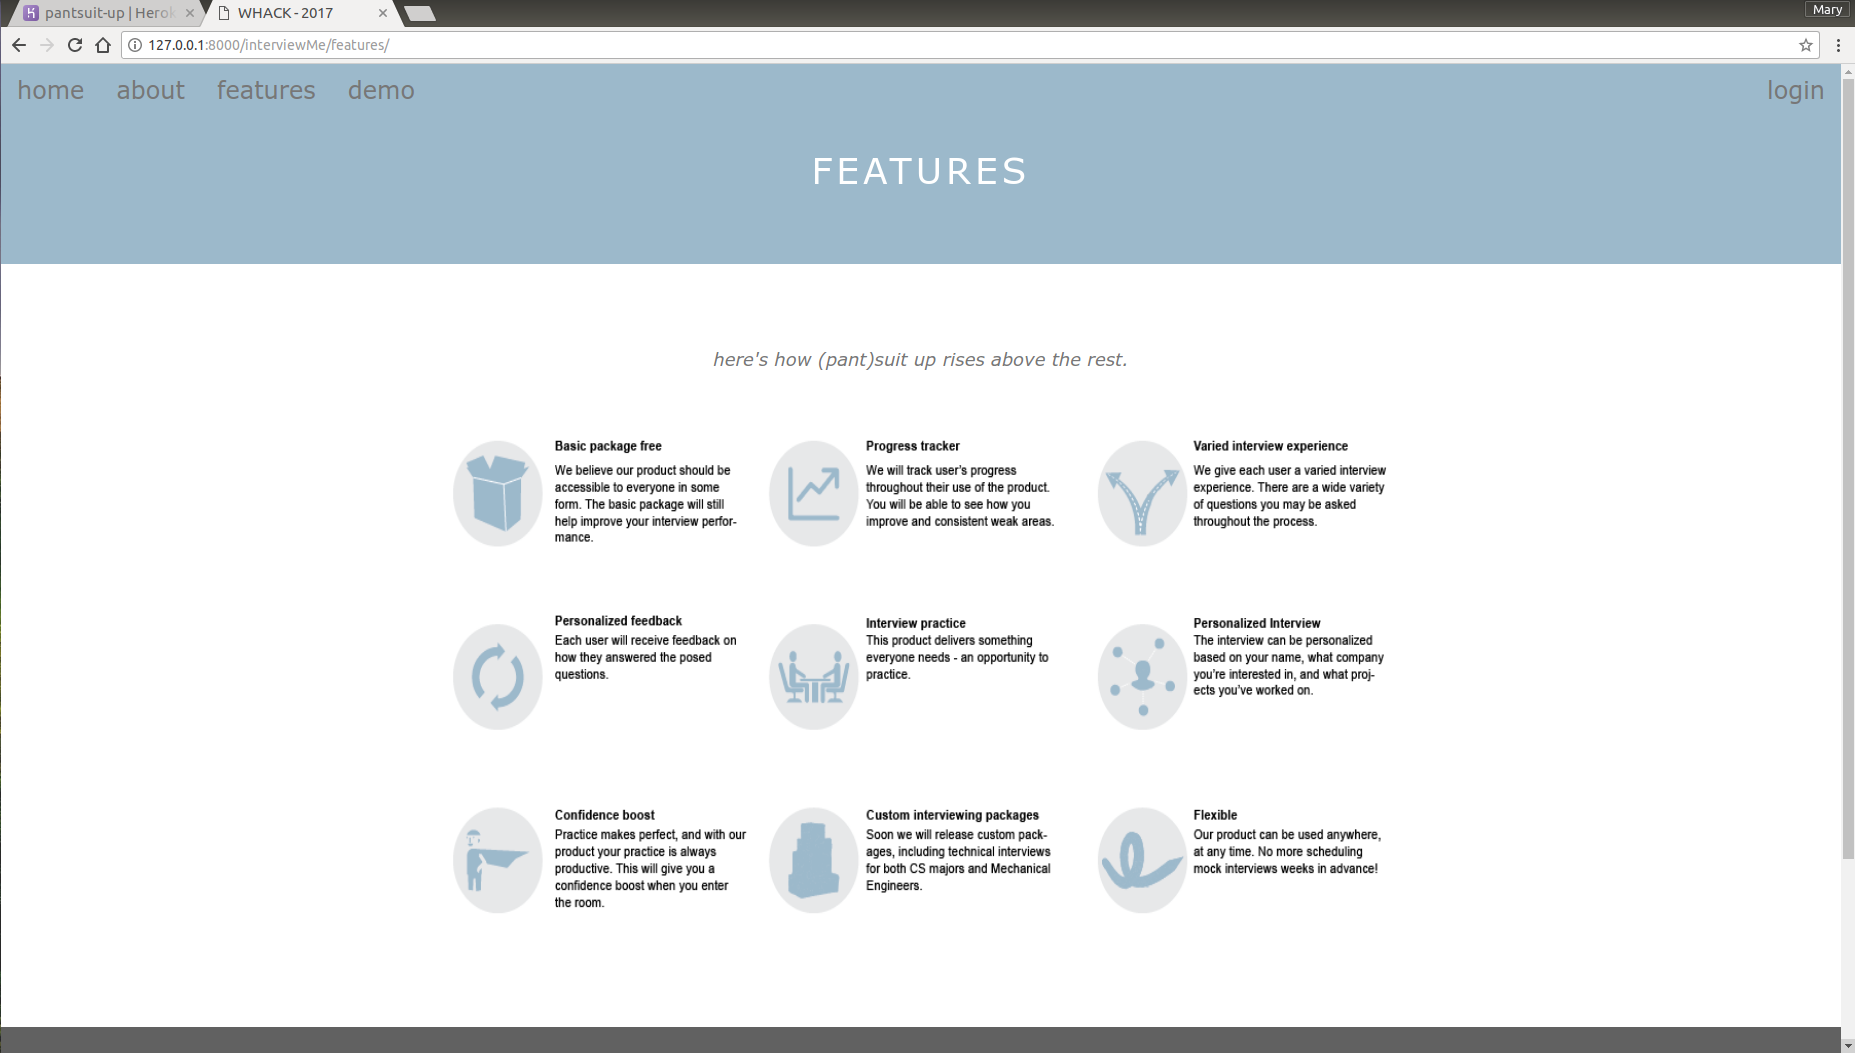 pantsuit-up | Herok
WHACK - 2017
Mary
127.0.0.1:8000/interviewMe/features/
home about features demo login
FEATURES
here's how (pant)suit up rises above the rest.
Basic package free
We believe our product should be
accessible to everyone in some
form. The basic package will still
help improve your interview perfor-
mance.
Progress tracker
We will track user's progress
throughout their use of the product.
You will be able to see how you
improve and consistent weak areas.
Varied interview experience
We give each user a varied interview
experience. There are a wide variety
of questions you may be asked
throughout the process.
Personalized feedback
Each user will receive feedback on
how they answered the posed
questions.
Interview practice
This product delivers something
everyone needs - an opportunity to
practice.
Personalized Interview
The interview can be personalized
based on your name, what company
you're interested in, and what proj-
ects you've worked on.
Confidence boost
Practice makes perfect, and with our
product your practice is always
productive. This will give you a
confidence boost when you enter
the room.
Custom interviewing packages
Soon we will release custom pack-
ages, including technical interviews
for both CS majors and Mechanical
Engineers.
Flexible
Our product can be used anywhere,
at any time. No more scheduling
mock interviews weeks in advance!